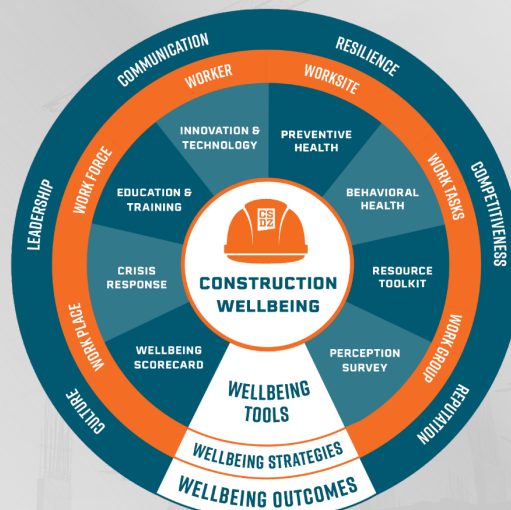 COMMUNICATION
RESILIENCE
LEADERSHIP
COMPETITIVENESS
CULTURE
REPUTATION
WORKER
WORKSITE
WORK FORCE
WORK TASKS
WORK PLACE
WORK GROUP
INNOVATION &
TECHNOLOGY
PREVENTIVE
HEALTH
EDUCATION &
TRAINING
BEHAVIORAL
HEALTH
CRISIS
RESPONSE
RESOURCE
TOOLKIT
WELLBEING
SCORECARD
PERCEPTION
SURVEY
CS
DZ
CONSTRUCTION
WELLBEING
WELLBEING
TOOLS
WELLBEING STRATEGIES
WELLBEING OUTCOMES